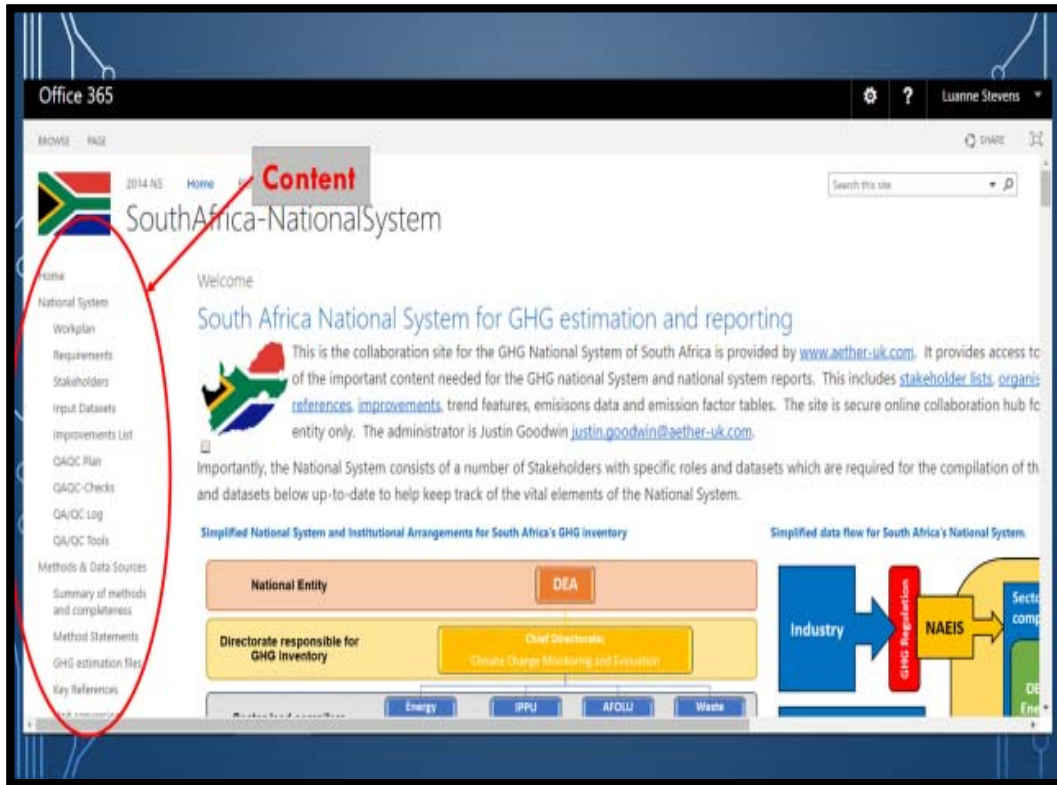 Office 365
? Luanne Stevens
BROWSE PAGE
SHARE
Content
2014 NS Home
Search this site
SouthAfrica-NationalSystem
Home
National System
Workplan
Requirements
Stakeholders
Input Datasets
Improvements List
QAQC Plan
QAQC-Checks
QA/QC Log
QA/QC Tools
Methods & Data Sources
Summary of methods
and completeness
Method Statements
GHG estimation files
Key References
Welcome
South Africa National System for GHG estimation and reporting
This is the collaboration site for the GHG National System of South Africa is provided by www.aether-uk.com. It provides access to
of the important content needed for the GHG national System and national system reports. This includes stakeholder lists, organis
references, improvements, trend features, emisisons data and emission factor tables. The site is secure online collaboration hub fo
entity only. The administrator is Justin Goodwin justin.goodwin@aether-uk.com.
Importantly, the National System consists of a number of Stakeholders with specific roles and datasets which are required for the compilation of th
and datasets below up-to-date to help keep track of the vital elements of the National System.
Simplified National System and Institutional Arrangements for South Africa's GHG inventory
National Entity
DEA
Directorate responsible for
GHG Inventory
Chief Directorate:
Climate Change Monitoring and Evaluation
Energy
IPPU
AFOLU
Waste
Simplified data flow for South Africa's National System.
Industry
GHG Regulation
NAEIS
Secto
comp
DE
Ene